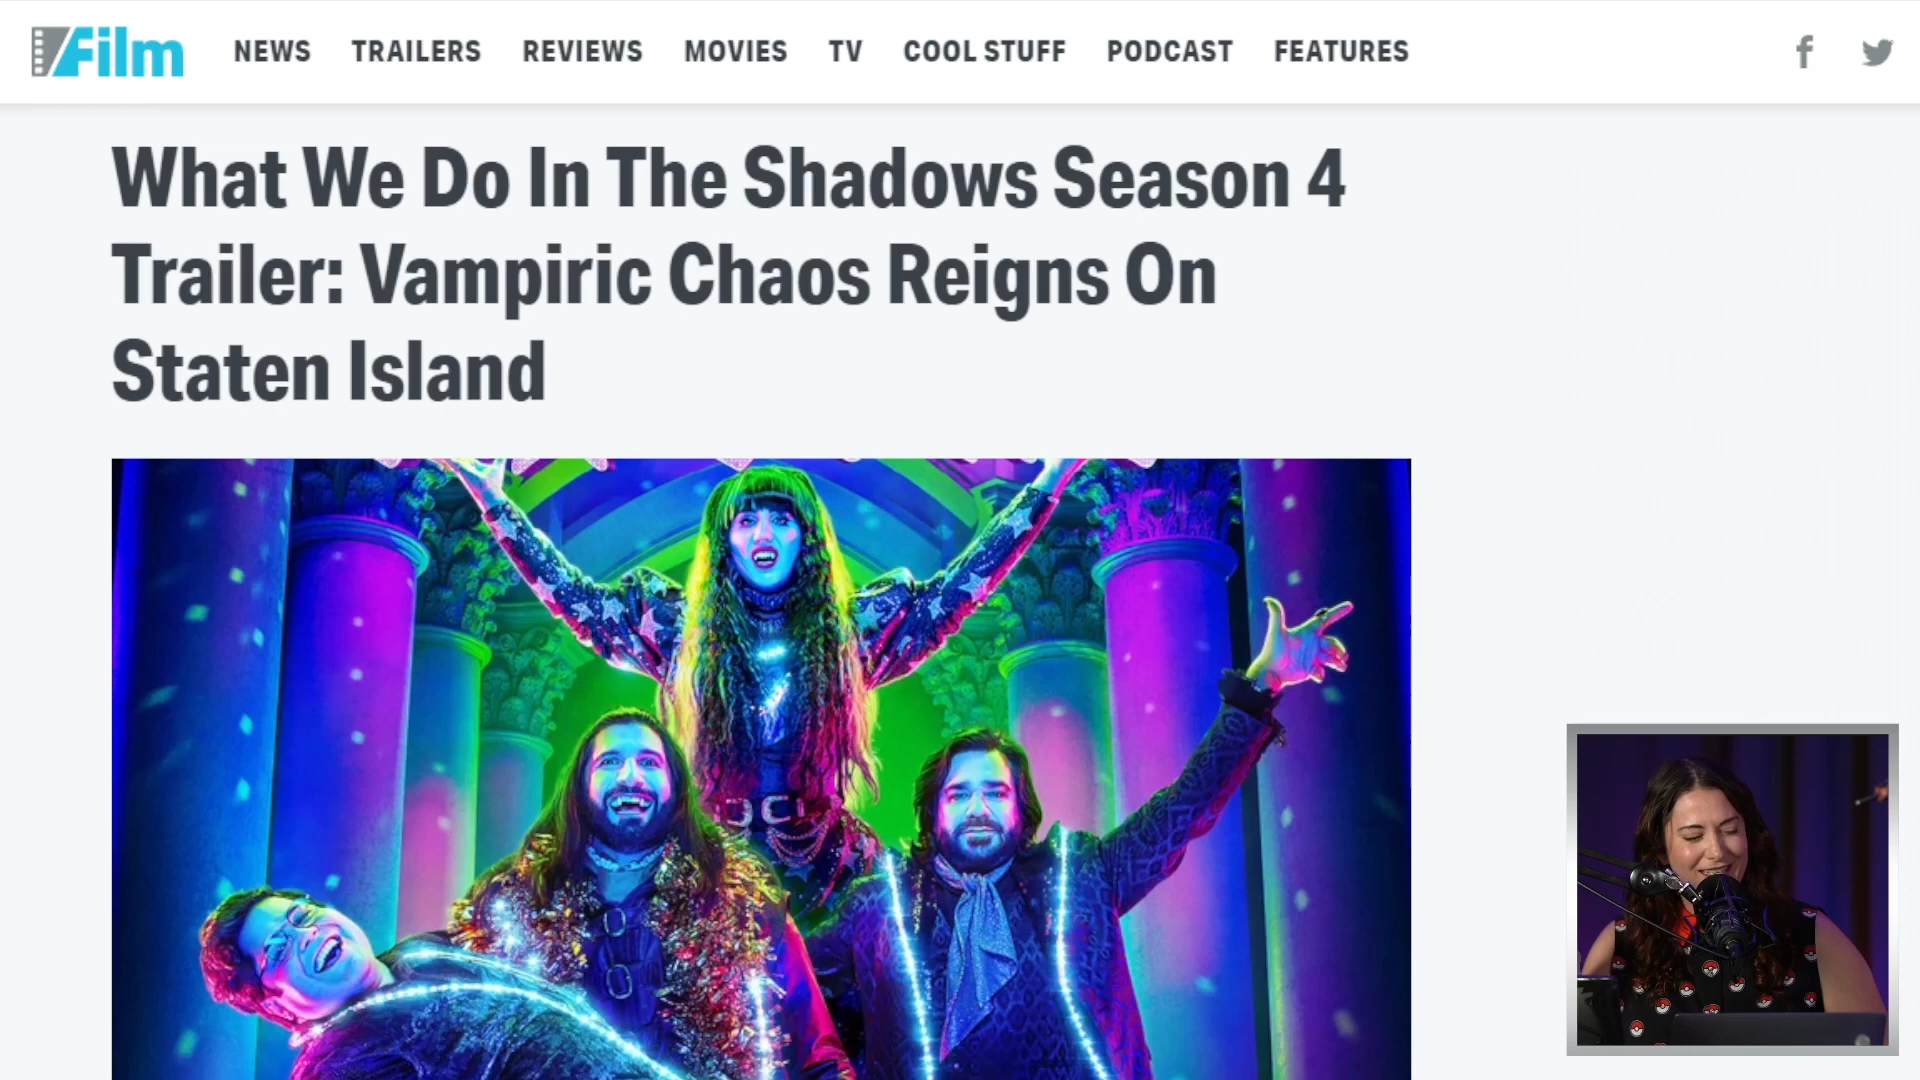 /Film
NEWS
TRAILERS
REVIEWS
MOVIES
TV
COOL STUFF
PODCAST
FEATURES
What We Do In The Shadows Season 4
Trailer: Vampiric Chaos Reigns On
Staten Island